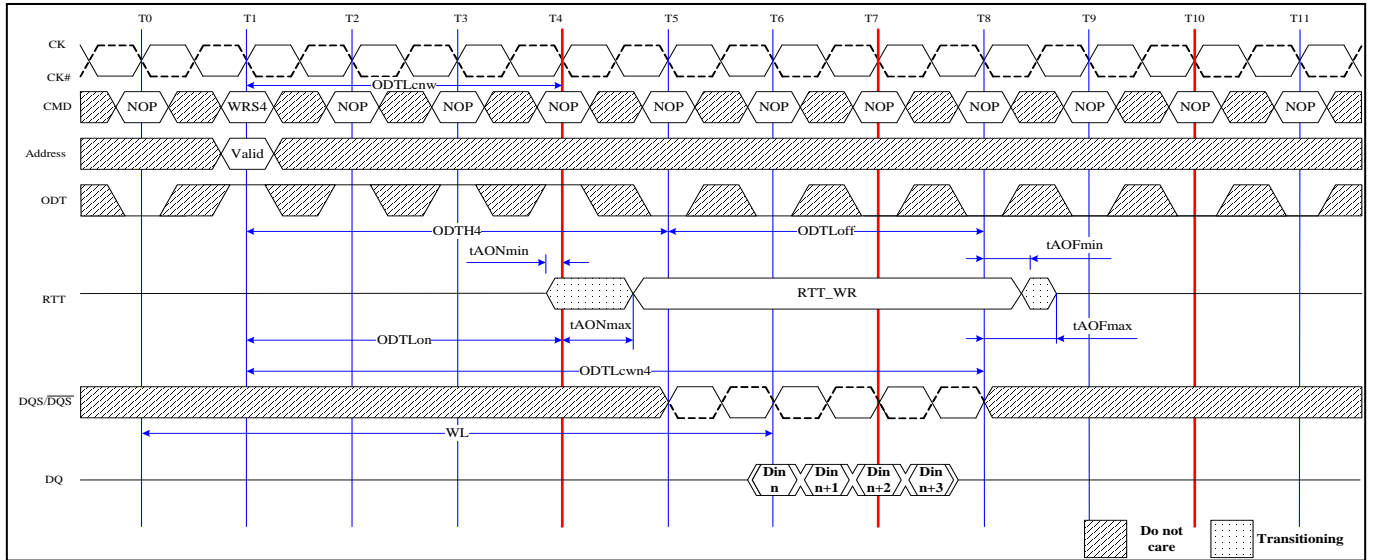 T0 T1 T2 T3 T4 T5 T6 T7 T8 T9 T10 T11
CK
CK#
ODTLcnw
CMD NOP WRS4 NOP NOP NOP NOP NOP NOP NOP NOP NOP NOP
Address Valid
ODT
ODTH4 ODTLoff
tAONmin tAOFmin
RTT RTT_WR
tAONmax tAOFmax
ODTLon
ODTLcwn4
DQS/DQS
WL
DQ
Din n Din n+1 Din n+2 Din n+3
Do not care
Transitioning